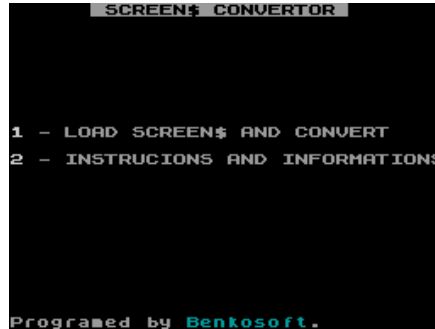 SCREEN$ CONVERTOR
1 - LOAD SCREEN$ AND CONVERT
2 - INSTRUCIONS AND INFORMATIONS
Programed by Benkosoft.